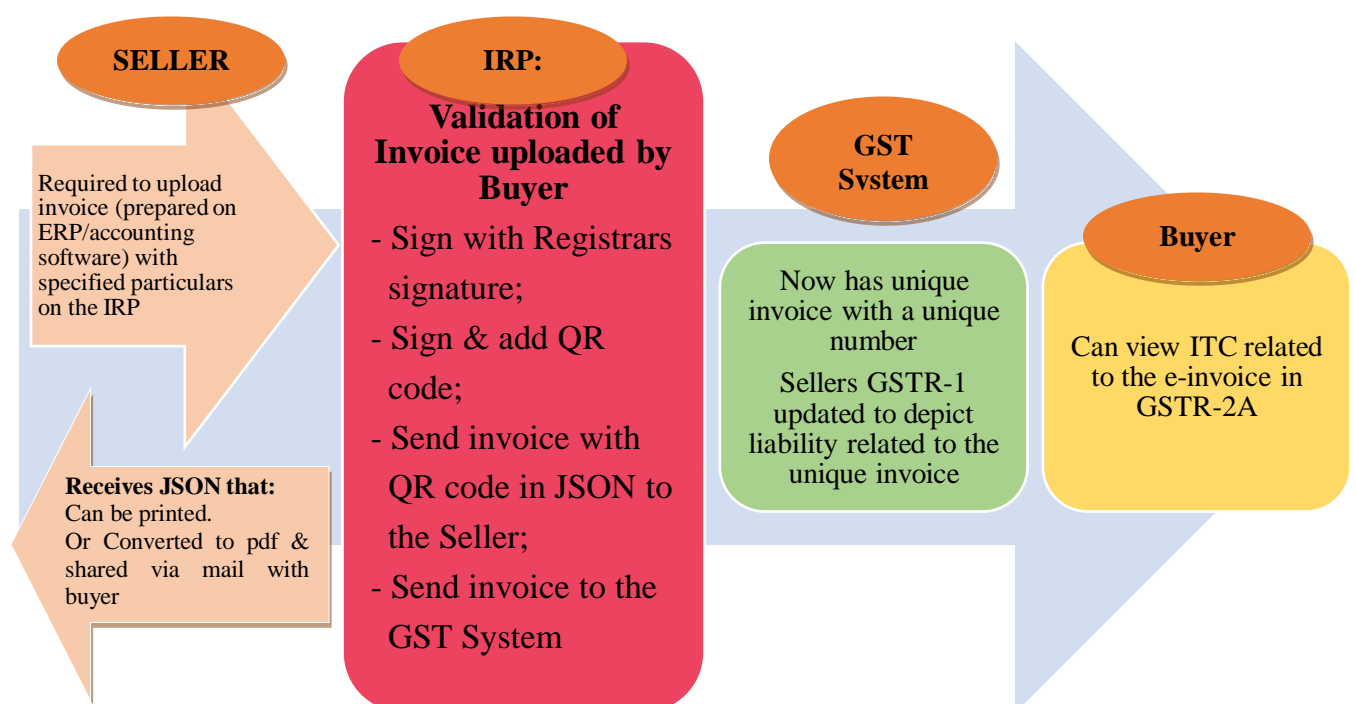 SELLER
Required to upload
invoice (prepared on
ERP/accounting
software) with
specified particulars
on the IRP
Receives JSON that:
Can be printed.
Or Converted to pdf &
shared via mail with
buyer
IRP:
Validation of
Invoice uploaded by
Buyer
- Sign with Registrars
signature;
- Sign & add QR
code;
- Send invoice with
QR code in JSON to
the Seller;
- Send invoice to the
GST System
GST
System
Now has unique
invoice with a unique
number
Sellers GSTR-1
updated to depict
liability related to the
unique invoice
Buyer
Can view ITC related
to the e-invoice in
GSTR-2A